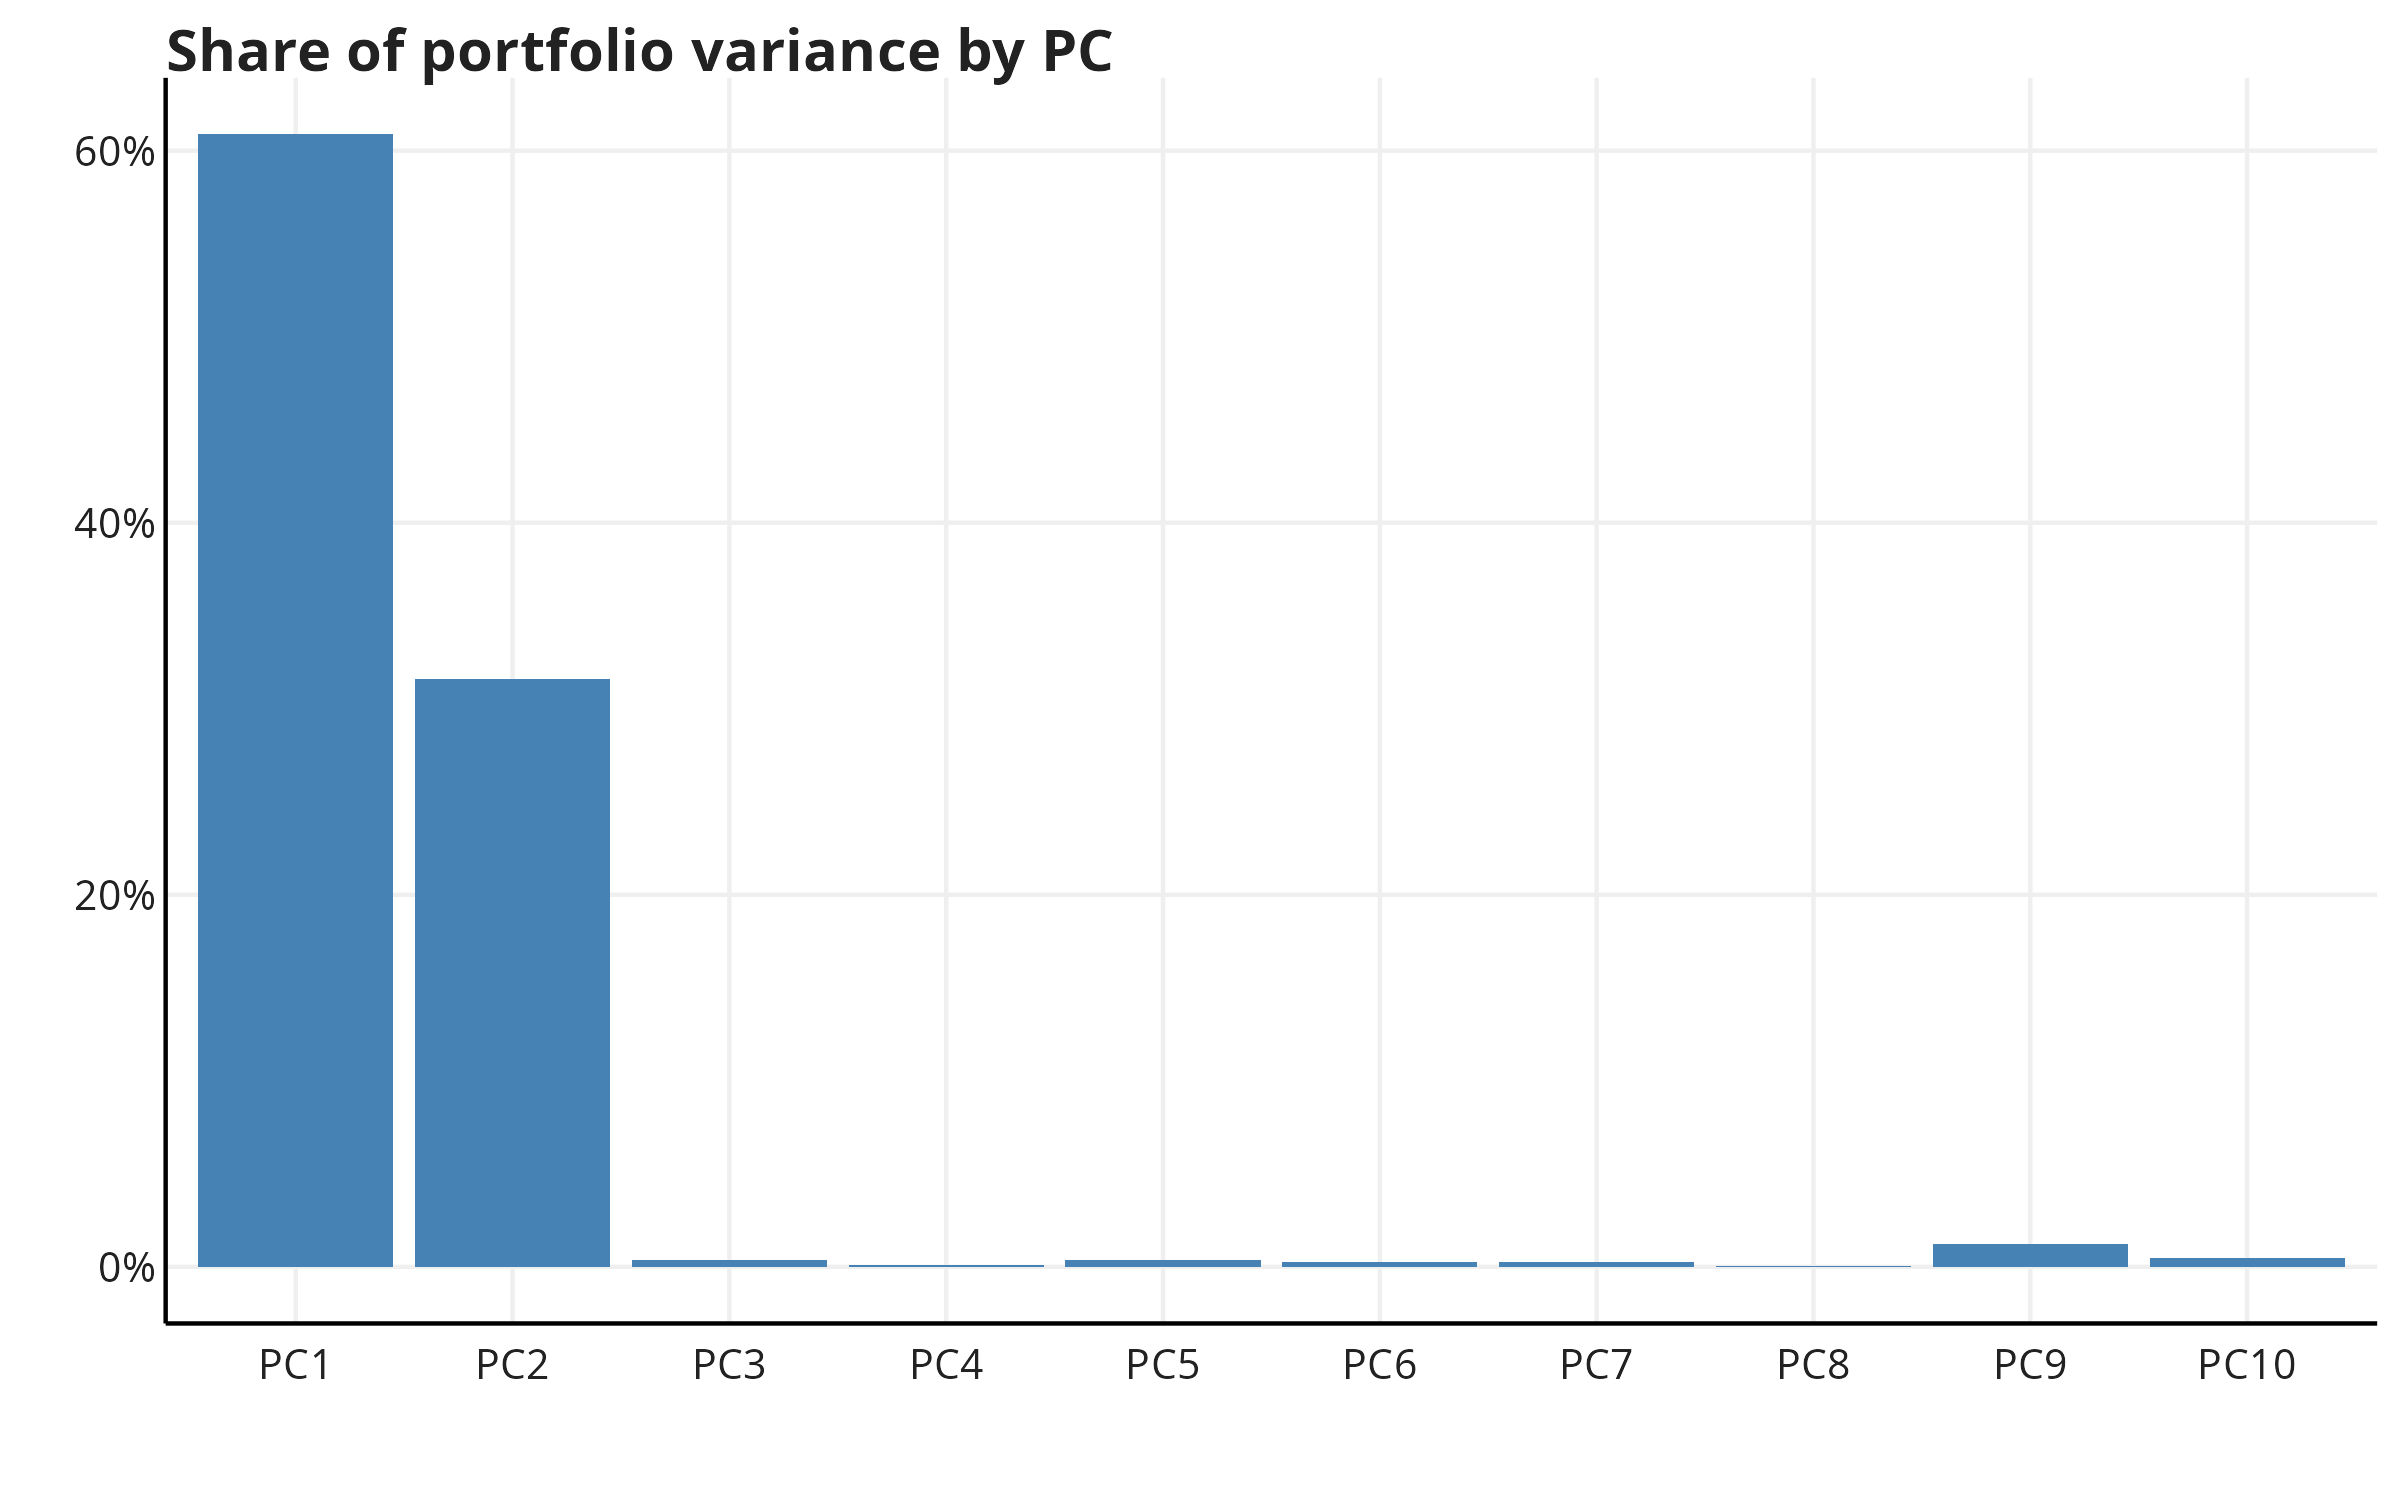 Share of portfolio variance by PC
60%
40%
20%
0%
PC1 PC2 PC3 PC4 PC5 PC6 PC7 PC8 PC9 PC10